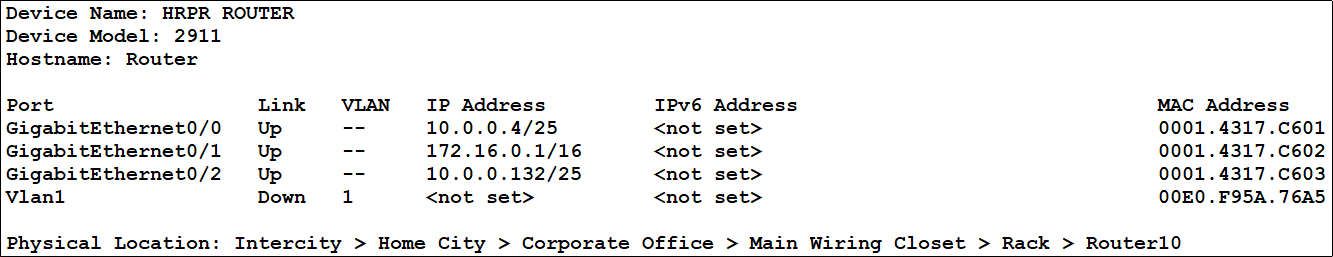 Device Name: HRPR ROUTER
Device Model: 2911
Hostname: Router
Port Link VLAN IP Address IPv6 Address MAC Address
GigabitEthernet0/0 Up -- 10.0.0.4/25 <not set> 0001.4317.C601
GigabitEthernet0/1 Up -- 172.16.0.1/16 <not set> 0001.4317.C602
GigabitEthernet0/2 Up -- 10.0.0.132/25 <not set> 0001.4317.C603
Vlan1 Down 1 <not set> <not set> 00E0.F95A.76A5
Physical Location: Intercity > Home City > Corporate Office > Main Wiring Closet > Rack > Router10